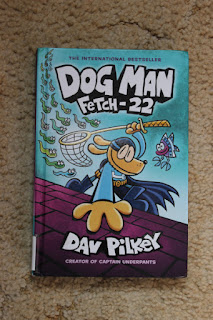 THE INTERNATIONAL BESTSELLER
DOG MAN
FETCH-22
DAV PILKEY
CREATOR OF CAPTAIN UNDERPANTS